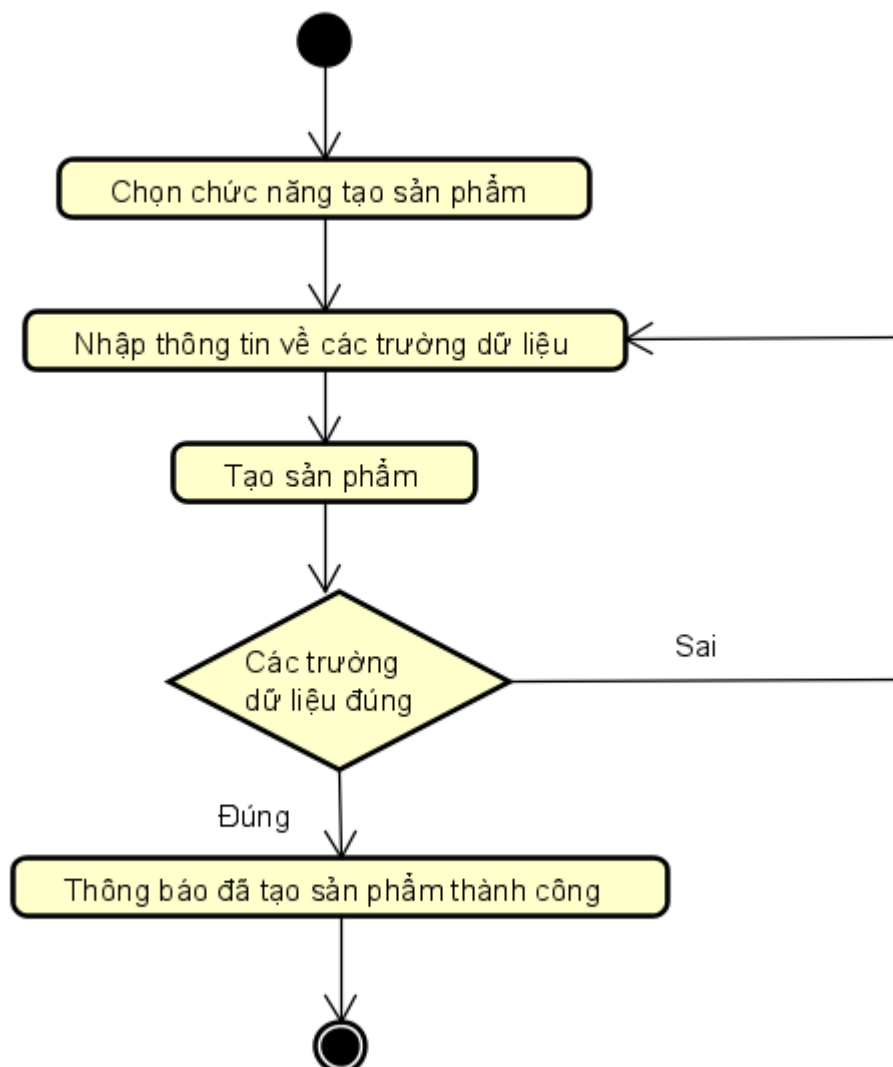 Chọn chức năng tạo sản phẩm
Nhập thông tin về các trường dữ liệu
Tạo sản phẩm
Các trường
dữ liệu đúng
Sai
Đúng
Thông báo đã tạo sản phẩm thành công